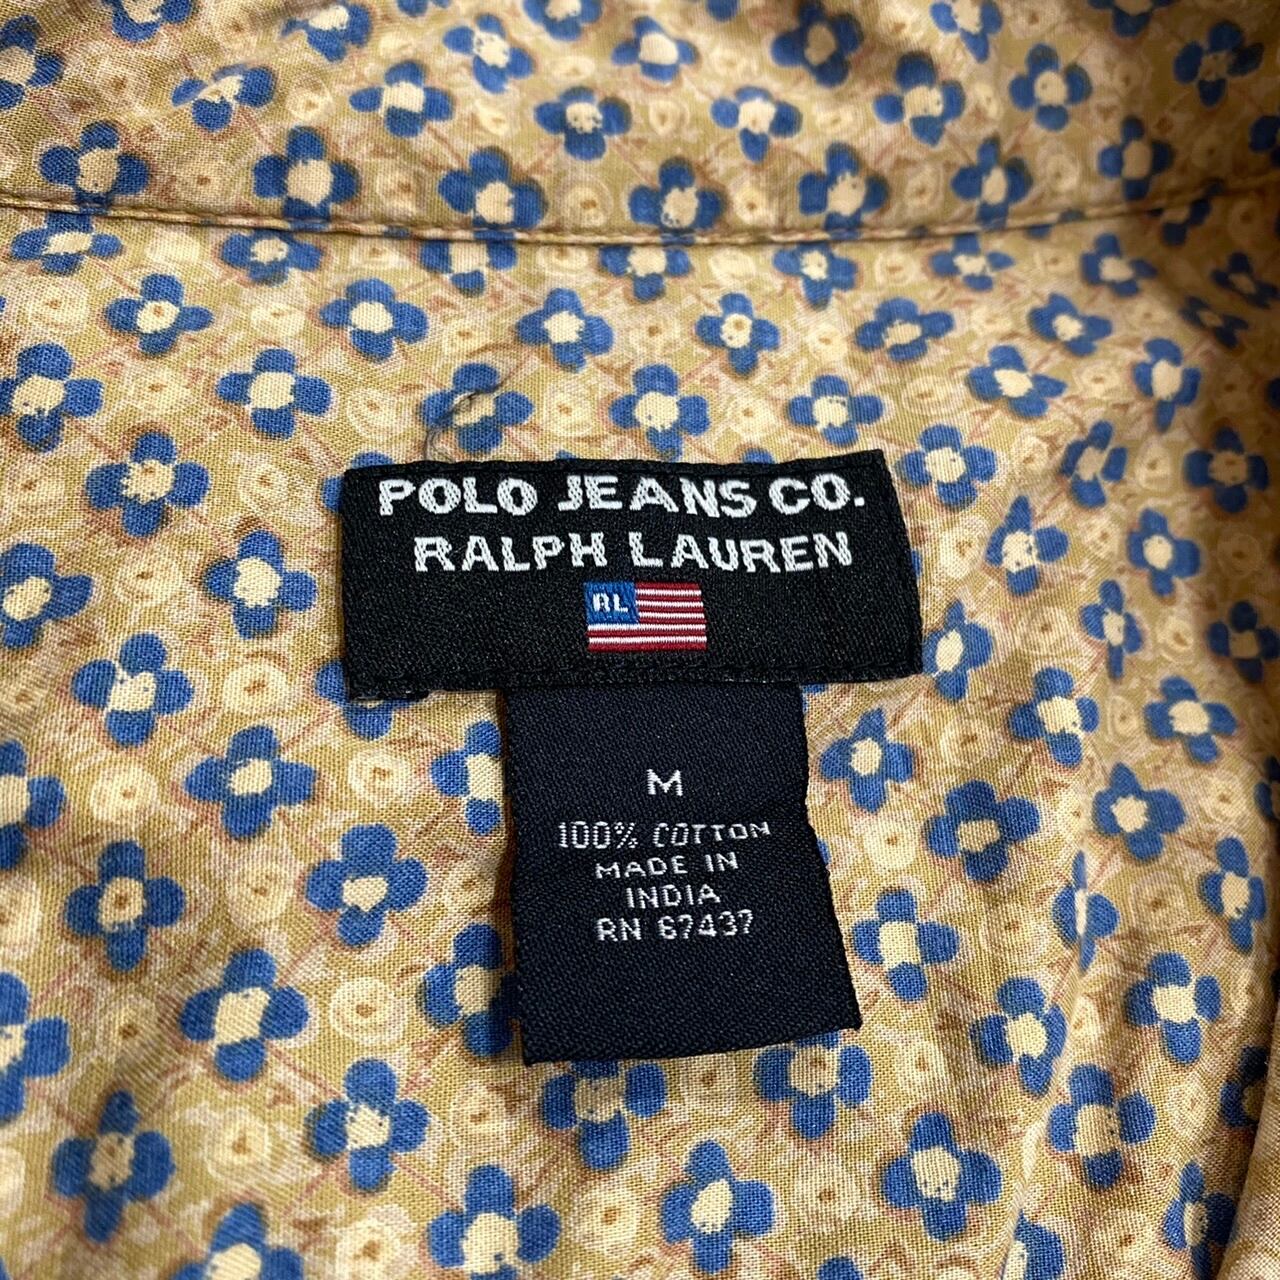 POLO JEANS CO.
RALPH LAUREN
RL
M
100% COTTON
MADE IN
INDIA
RN 67437